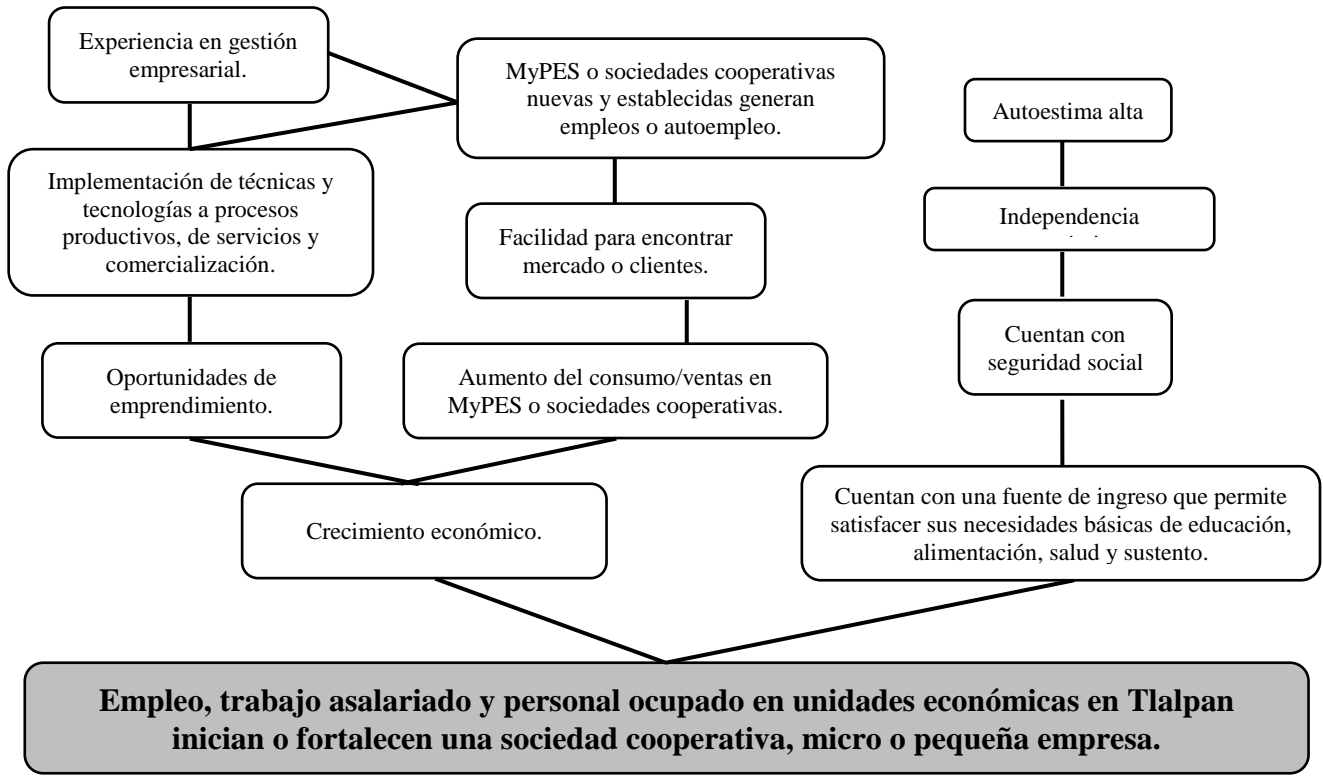 Experiencia en gestión
empresarial.
MyPES o sociedades cooperativas
nuevas y establecidas generan
empleos o autoempleo.
Autoestima alta
Implementación de técnicas y
tecnologías a procesos
productivos, de servicios y
comercialización.
Facilidad para encontrar
mercado o clientes.
Independencia
Cuentan con
seguridad social
Oportunidades de
emprendimiento.
Aumento del consumo/ventas en
MyPES o sociedades cooperativas.
Crecimiento económico.
Cuentan con una fuente de ingreso que permite
satisfacer sus necesidades básicas de educación,
alimentación, salud y sustento.
Empleo, trabajo asalariado y personal ocupado en unidades económicas en Tlalpan
inician o fortalecen una sociedad cooperativa, micro o pequeña empresa.